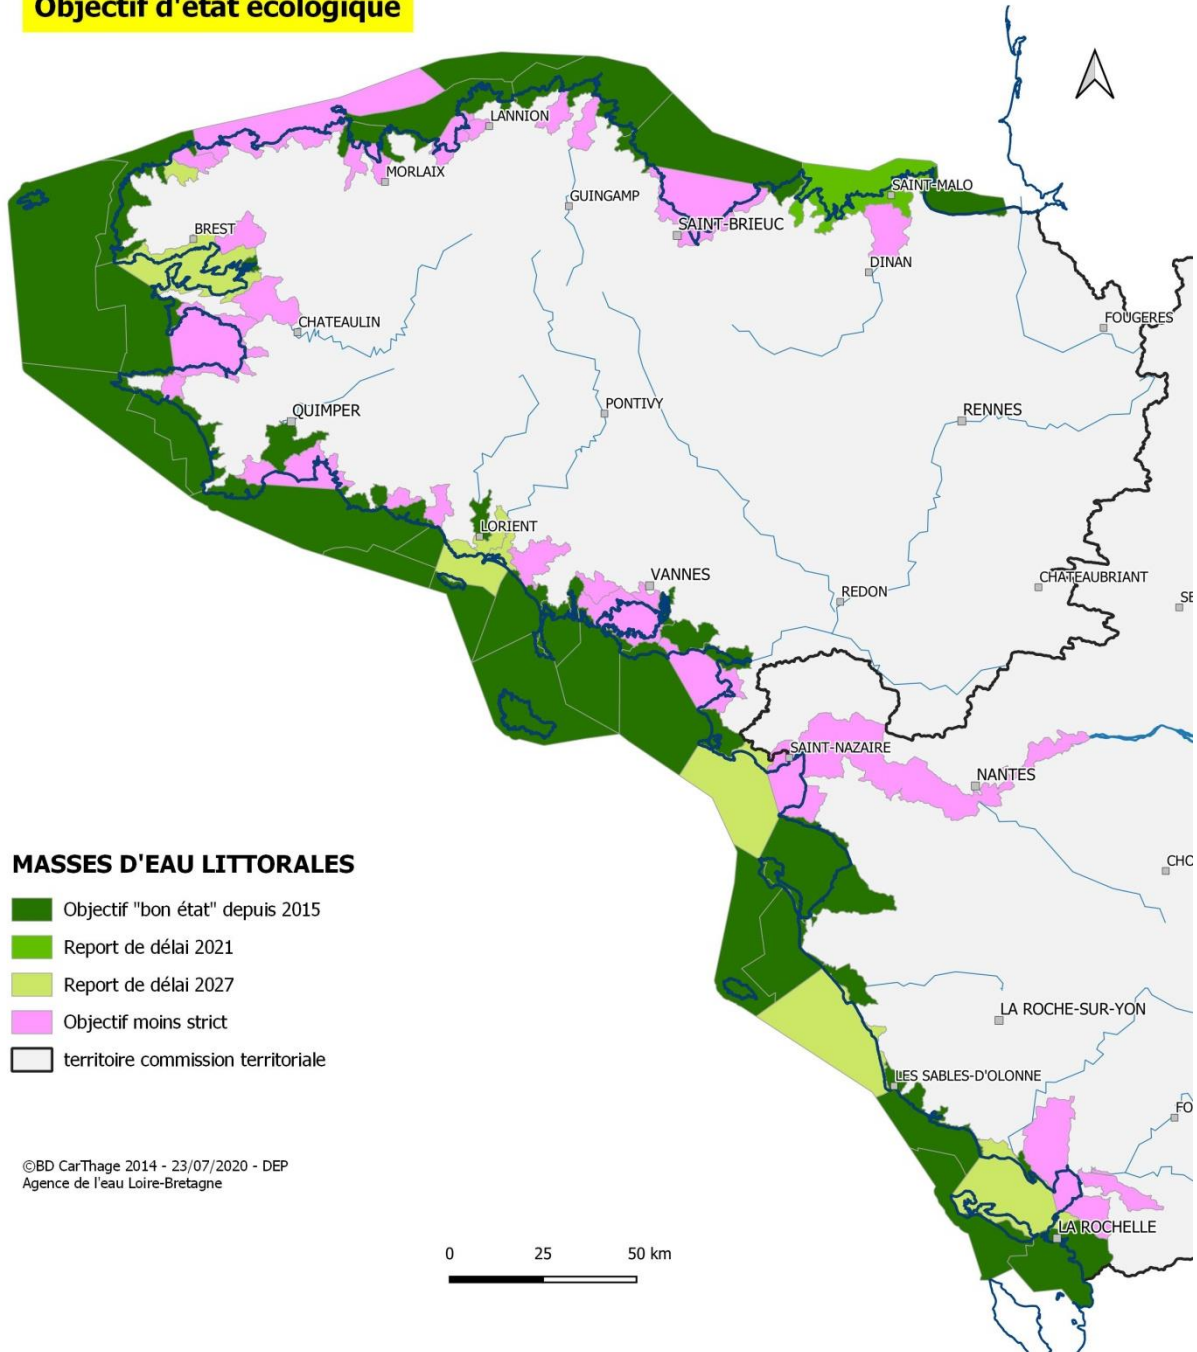 Objectif d'état écologique
LANNION
MORLAIX
GUINGAMP
SAINT-MALO
BREST
SAINT-BRIEUC
DINAN
CHATEAULIN
FOUGERES
QUIMPER
PONTIVY
RENNES
LORIENT
VANNES
REDON
CHATEAUBRIANT
SE
SAINT-NAZAIRE
NANTES
CHO
LA ROCHE-SUR-YON
LES SABLES-D'OLONNE
FO
LA ROCHELLE
MASSES D'EAU LITTORALES
Objectif "bon état" depuis 2015
Report de délai 2021
Report de délai 2027
Objectif moins strict
territoire commission territoriale
©BD CarThage 2014 - 23/07/2020 - DEP
Agence de l'eau Loire-Bretagne
0 25 50 km